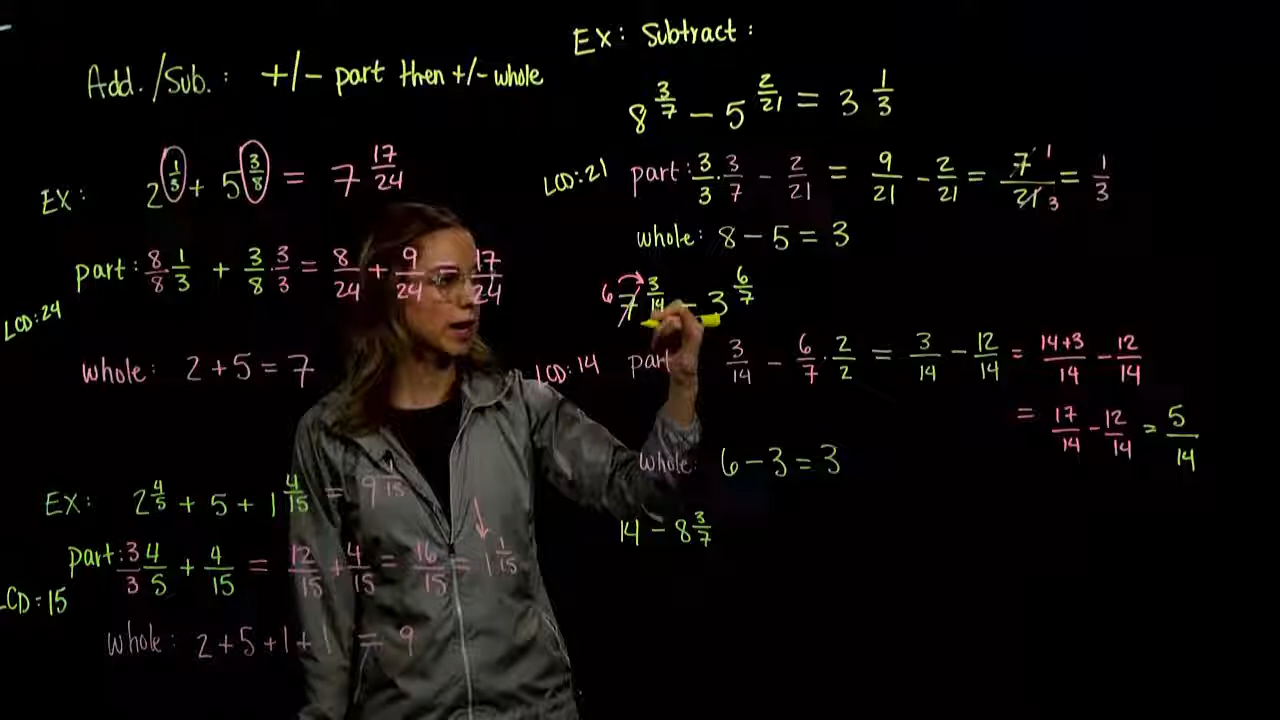 Add./Sub.: +/- part then +/- whole
EX: 2 1/3 + 5 3/8 = 7 17/24
LCD: 24
part: 8/8 · 1/3 + 3/8 · 3/3 = 8/24 + 9/24 = 17/24
whole: 2 + 5 = 7
EX: 2 4/5 + 5 + 1 4/15 = 9 1/15
LCD = 15
part: 3/3 4/5 + 4/15 = 12/15 + 4/15 = 16/15 = 1 1/15
whole: 2 + 5 + 1 + 1 = 9
EX: Subtract:
8 3/7 - 5 2/21 = 3 1/3
LCD: 21
part: 3/3 · 3/7 - 2/21 = 9/21 - 2/21 = 7 1/21 3 = 1/3
whole: 8 - 5 = 3
6 7 3/14 - 3 6/7
LCD: 14
part 3/14 - 6/7 · 2/2 = 3/14 - 12/14 = 14+3/14 - 12/14
= 17/14 - 12/14 = 5/14
whole: 6 - 3 = 3
14 - 8 3/7